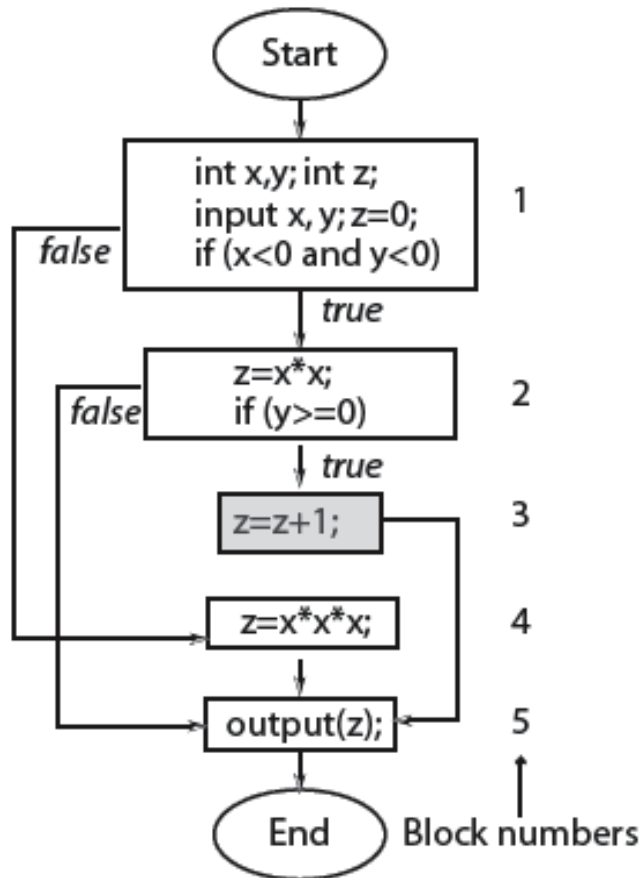 Start
int x,y; int z;
input x, y; z=0;
if (x<0 and y<0)
1
false
true
z=x*x;
if (y>=0)
2
false
true
z=z+1;
3
z=x*x*x;
4
output(z);
5
End
Block numbers